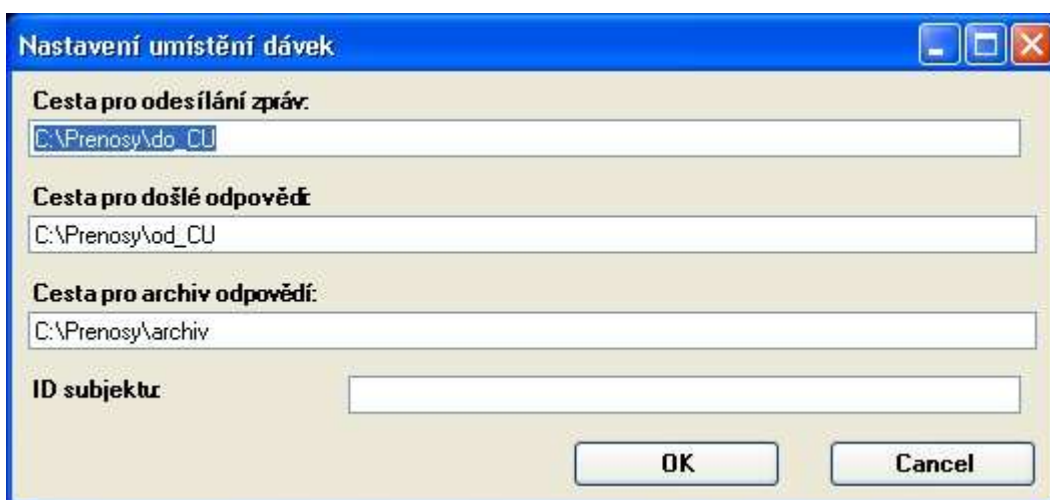 Nastavení umístění dávek
Cesta pro odesílání zpráv:
C:\Prenosy\do_CU
Cesta pro došlé odpovědi:
C:\Prenosy\od_CU
Cesta pro archiv odpovědí:
C:\Prenosy\archiv
ID subjektu:
OK Cancel